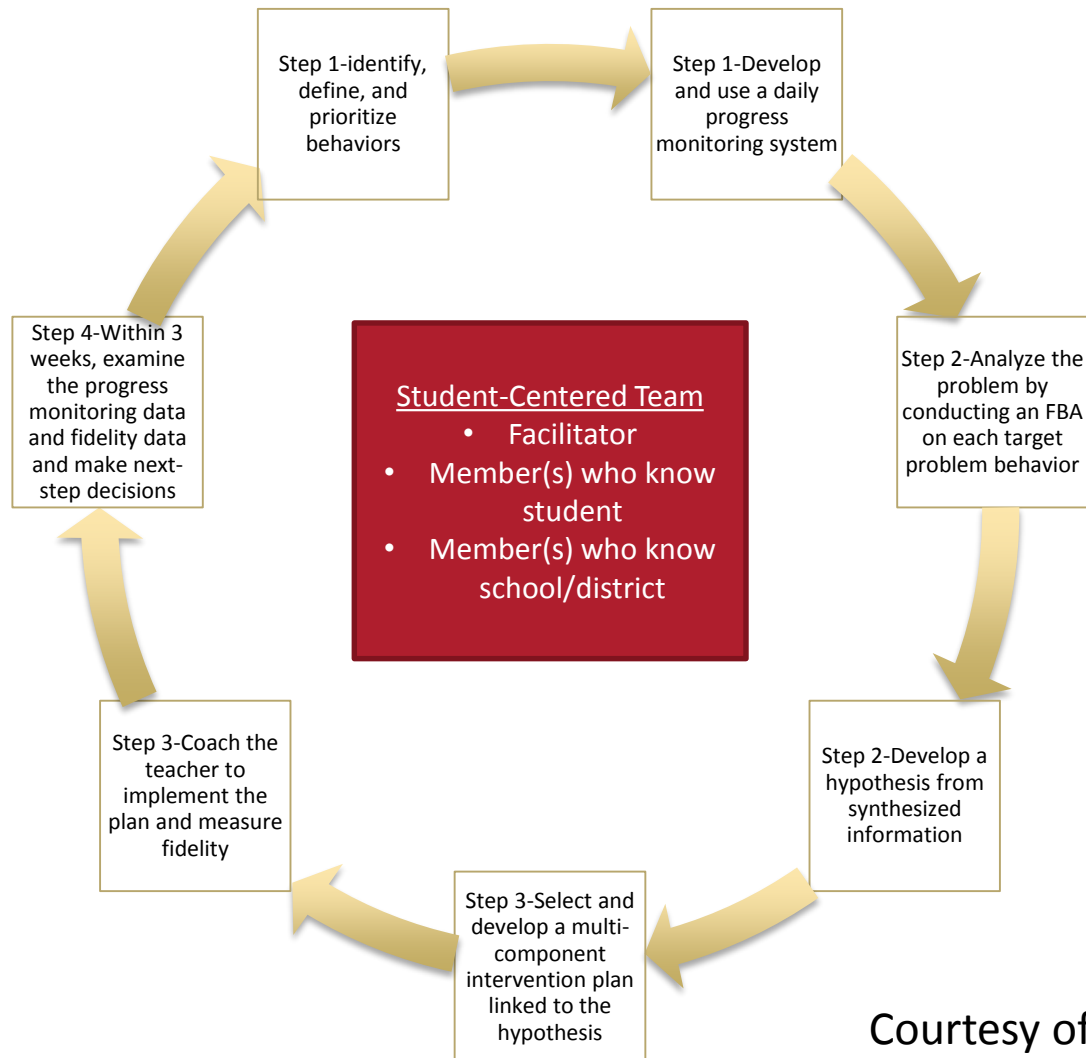 Step 1-identify,
define, and
prioritize
behaviors
Step 1-Develop
and use a daily
progress
monitoring system
Step 2-Analyze the
problem by
conducting an FBA
on each target
problem behavior
Step 2-Develop a
hypothesis from
synthesized
information
Step 3-Select and
develop a multi-
component
intervention plan
linked to the
hypothesis
Step 3-Coach the
teacher to
implement the
plan and measure
fidelity
Step 4-Within 3
weeks, examine
the progress
monitoring data
and fidelity data
and make next-
step decisions
Student-Centered Team
• Facilitator
• Member(s) who know
student
• Member(s) who know
school/district
Courtesy of